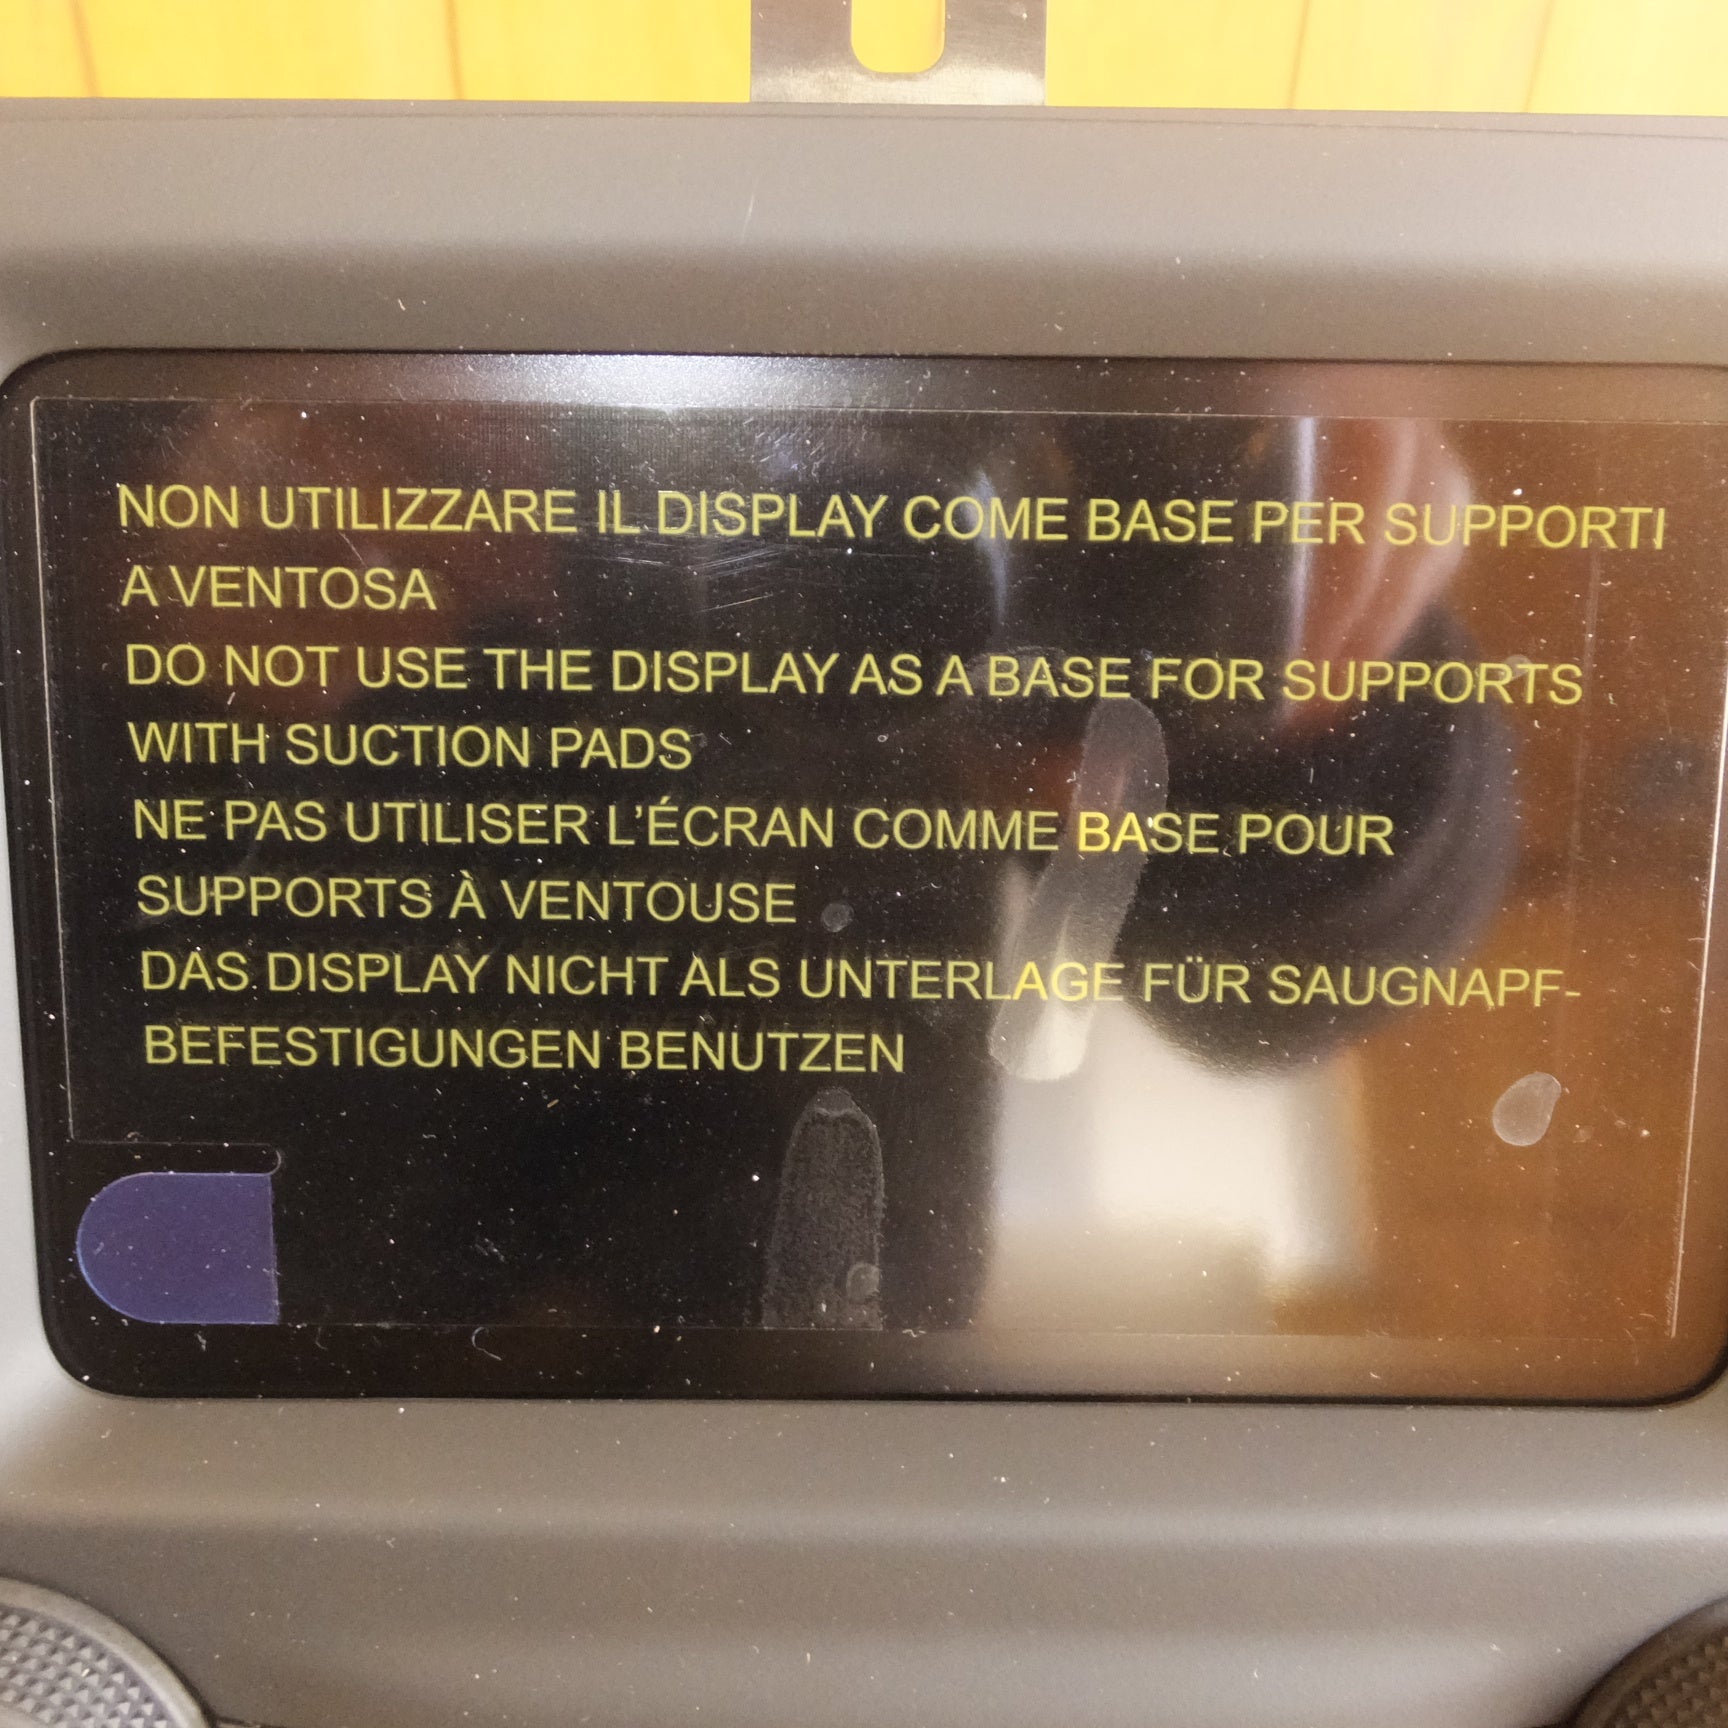 NON UTILIZZARE IL DISPLAY COME BASE PER SUPPORTI
A VENTOSA
DO NOT USE THE DISPLAY AS A BASE FOR SUPPORTS
WITH SUCTION PADS
NE PAS UTILISER L’ÉCRAN COMME BASE POUR
SUPPORTS À VENTOUSE
DAS DISPLAY NICHT ALS UNTERLAGE FÜR SAUGNAPF-
BEFESTIGUNGEN BENUTZEN